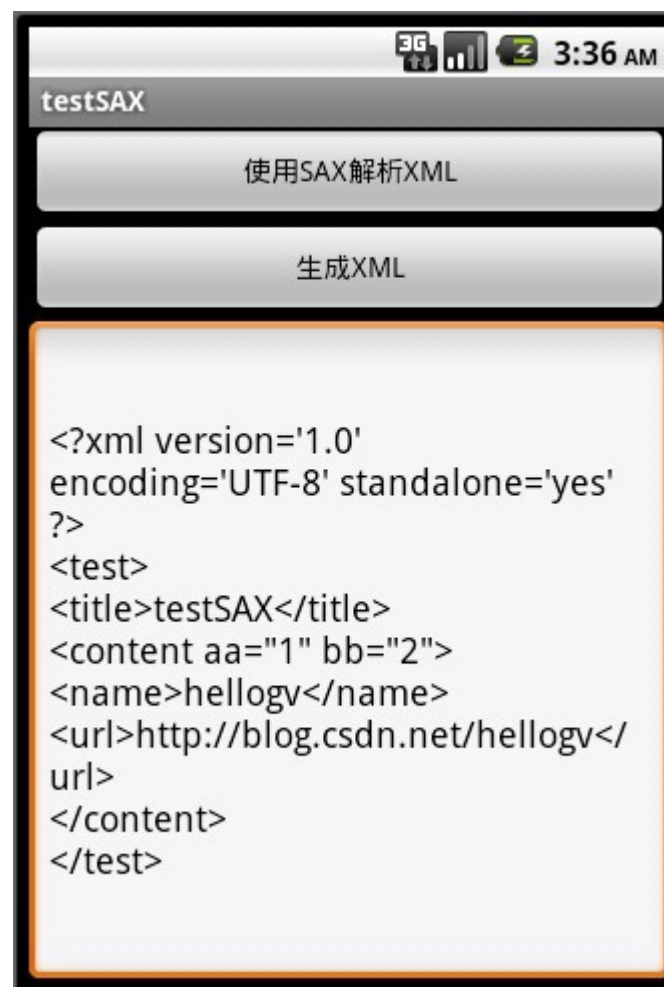 3G 3:36 AM
testSAX
使用SAX解析XML
生成XML
<?xml version='1.0'
encoding='UTF-8' standalone='yes'
?>
<test>
<title>testSAX</title>
<content aa="1" bb="2">
<name>hellogv</name>
<url>http://blog.csdn.net/hellogv</
url>
</content>
</test>